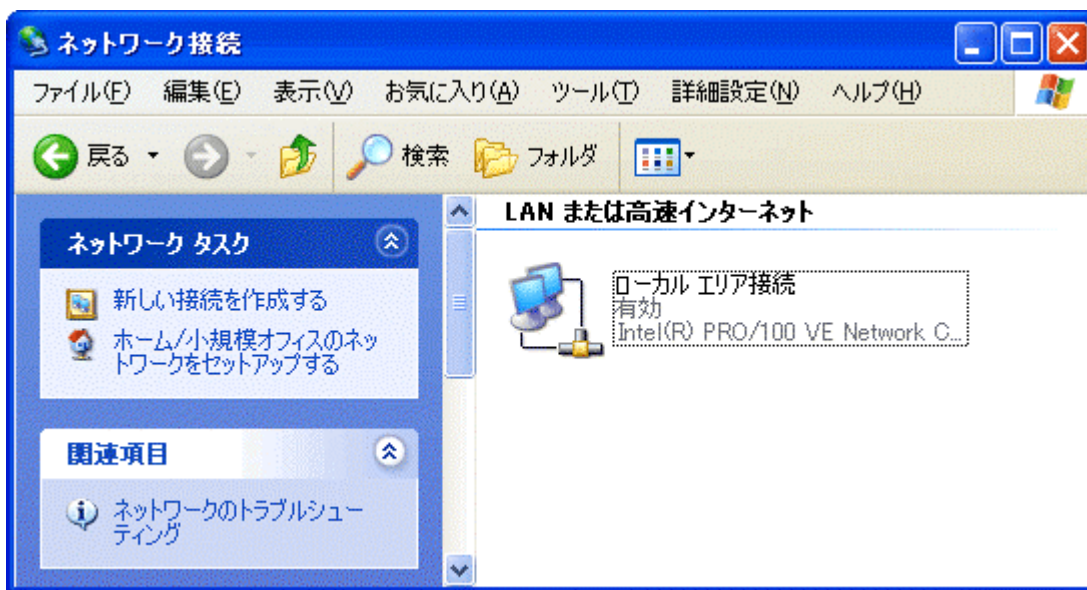 ネットワーク接続
ファイル(F) 編集(E) 表示(V) お気に入り(A) ツール(T) 詳細設定(N) ヘルプ(H)
戻る 検索 フォルダ
ネットワーク タスク
新しい接続を作成する
ホーム/小規模オフィスのネッ
トワークをセットアップする
関連項目
ネットワークのトラブルシュー
ティング
LAN または高速インターネット
ローカル エリア接続
有効
Intel(R) PRO/100 VE Network C...